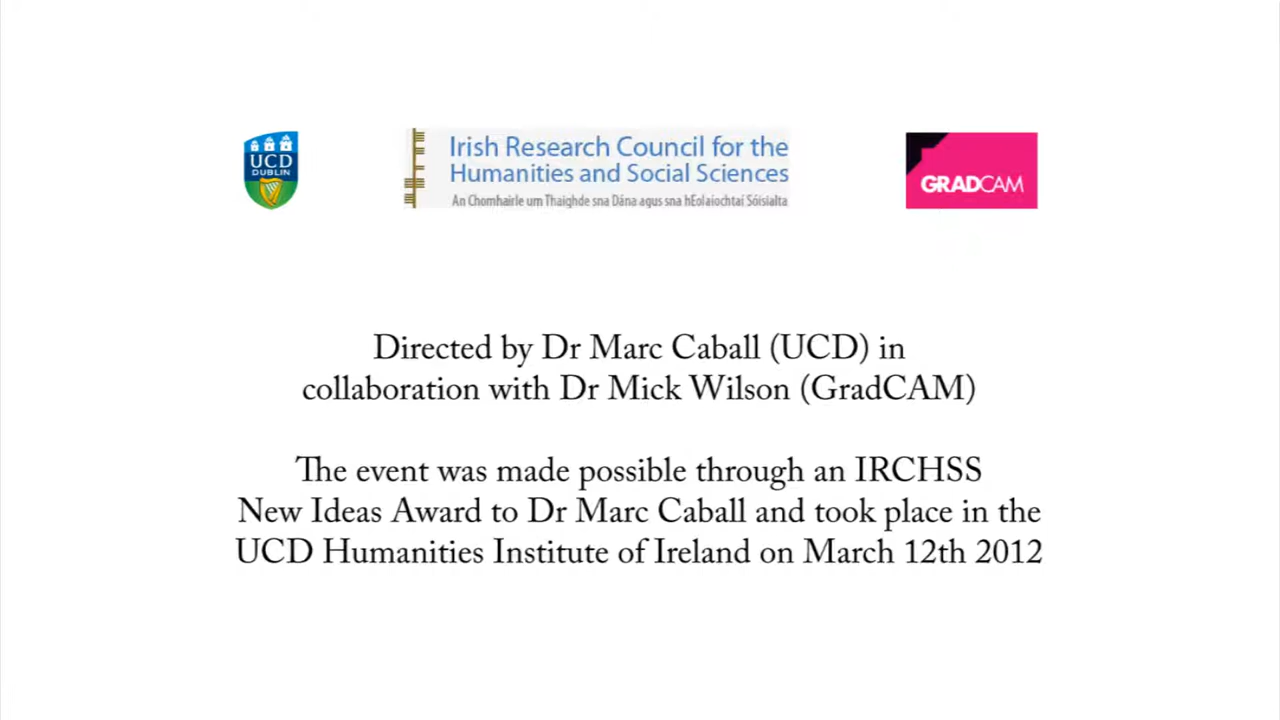 UCD
DUBLIN
Irish Research Council for the
Humanities and Social Sciences
An Chomhairle um Thaighde sna Dána agus sna hEolaíochtaí Sóisialta
GRADCAM
Directed by Dr Marc Caball (UCD) in
collaboration with Dr Mick Wilson (GradCAM)
The event was made possible through an IRCHSS
New Ideas Award to Dr Marc Caball and took place in the
UCD Humanities Institute of Ireland on March 12th 2012